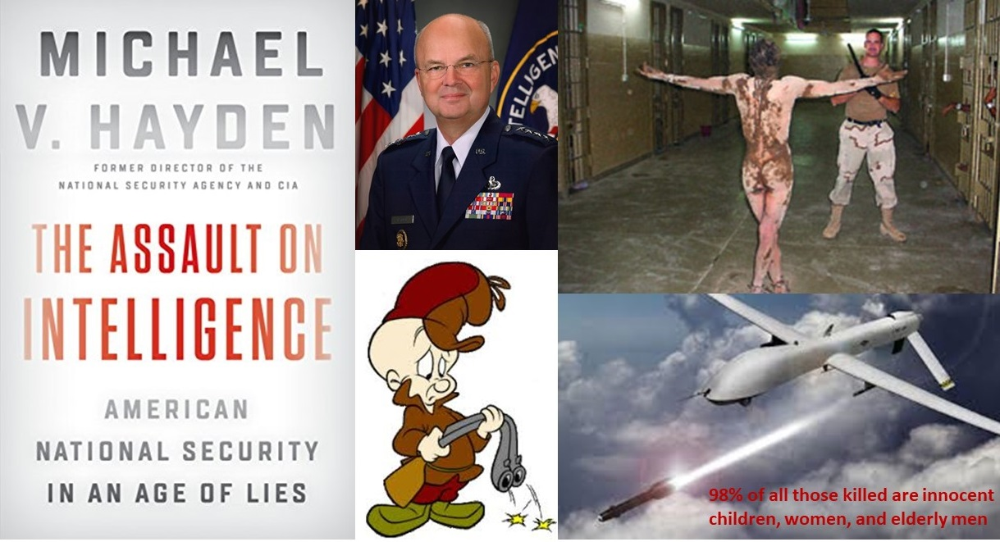 MICHAEL
V. HAYDEN
FORMER DIRECTOR OF THE
NATIONAL SECURITY AGENCY AND CIA
THE ASSAULT ON
INTELLIGENCE
AMERICAN
NATIONAL SECURITY
IN AN AGE OF LIES
TELLIGEN
U.S.
98% of all those killed are innocent
children, women, and elderly men